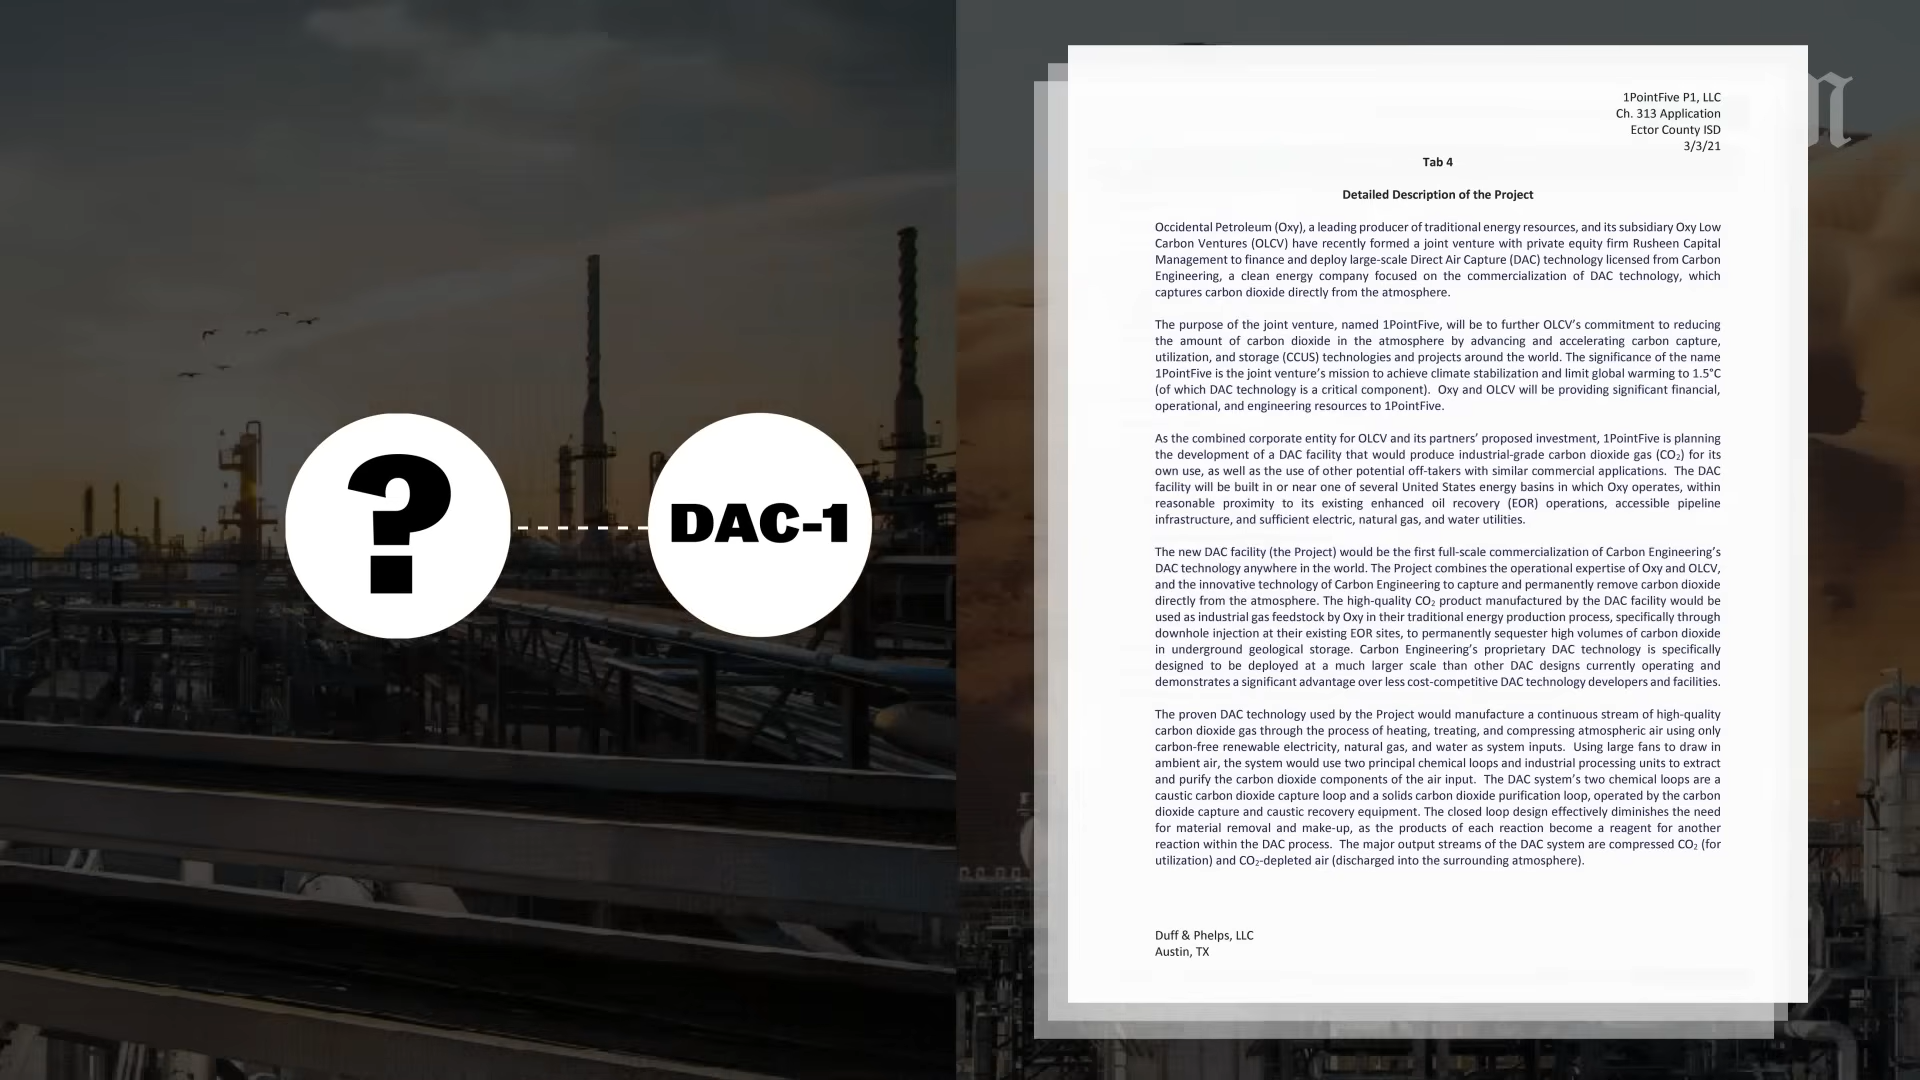 ?
DAC-1
1PointFive P1, LLC
Ch. 313 Application
Ector County ISD
3/3/21
Tab 4
Detailed Description of the Project
Occidental Petroleum (Oxy), a leading producer of traditional energy resources, and its subsidiary Oxy Low
Carbon Ventures (OLCV) have recently formed a joint venture with private equity firm Rusheen Capital
Management to finance and deploy large-scale Direct Air Capture (DAC) technology licensed from Carbon
Engineering, a clean energy company focused on the commercialization of DAC technology, which
captures carbon dioxide directly from the atmosphere.
The purpose of the joint venture, named 1PointFive, will be to further OLCV’s commitment to reducing
the amount of carbon dioxide in the atmosphere by advancing and accelerating carbon capture,
utilization, and storage (CCUS) technologies and projects around the world. The significance of the name
1PointFive is the joint venture’s mission to achieve climate stabilization and limit global warming to 1.5°C
(of which DAC technology is a critical component). Oxy and OLCV will be providing significant financial,
operational, and engineering resources to 1PointFive.
As the combined corporate entity for OLCV and its partners’ proposed investment, 1PointFive is planning
the development of a DAC facility that would produce industrial-grade carbon dioxide gas (CO₂) for its
own use, as well as the use of other potential off-takers with similar commercial applications. The DAC
facility will be built in or near one of several United States energy basins in which Oxy operates, within
reasonable proximity to its existing enhanced oil recovery (EOR) operations, accessible pipeline
infrastructure, and sufficient electric, natural gas, and water utilities.
The new DAC facility (the Project) would be the first full-scale commercialization of Carbon Engineering’s
DAC technology anywhere in the world. The Project combines the operational expertise of Oxy and OLCV,
and the innovative technology of Carbon Engineering to capture and permanently remove carbon dioxide
directly from the atmosphere. The high-quality CO₂ product manufactured by the DAC facility would be
used as industrial gas feedstock by Oxy in their traditional energy production process, specifically through
downhole injection at their existing EOR sites, to permanently sequester high volumes of carbon dioxide
in underground geological storage. Carbon Engineering’s proprietary DAC technology is specifically
designed to be deployed at a much larger scale than other DAC designs currently operating and
demonstrates a significant advantage over less cost-competitive DAC technology developers and facilities.
The proven DAC technology used by the Project would manufacture a continuous stream of high-quality
carbon dioxide gas through the process of heating, treating, and compressing atmospheric air using only
carbon-free renewable electricity, natural gas, and water as system inputs. Using large fans to draw in
ambient air, the system would use two principal chemical loops and industrial processing units to extract
and purify the carbon dioxide components of the air input. The DAC system’s two chemical loops are a
caustic carbon dioxide capture loop and a solids carbon dioxide purification loop, operated by the carbon
dioxide capture and caustic recovery equipment. The closed loop design effectively diminishes the need
for material removal and make-up, as the products of each reaction become a reagent for another
reaction within the DAC process. The major output streams of the DAC system are compressed CO₂ (for
utilization) and CO₂-depleted air (discharged into the surrounding atmosphere).
Duff & Phelps, LLC
Austin, TX